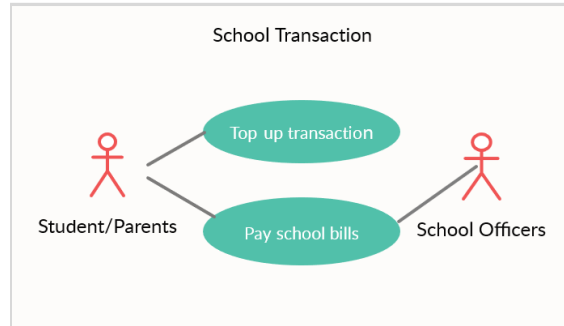 School Transaction
Top up transaction
Student/Parents
Pay school bills
School Officers